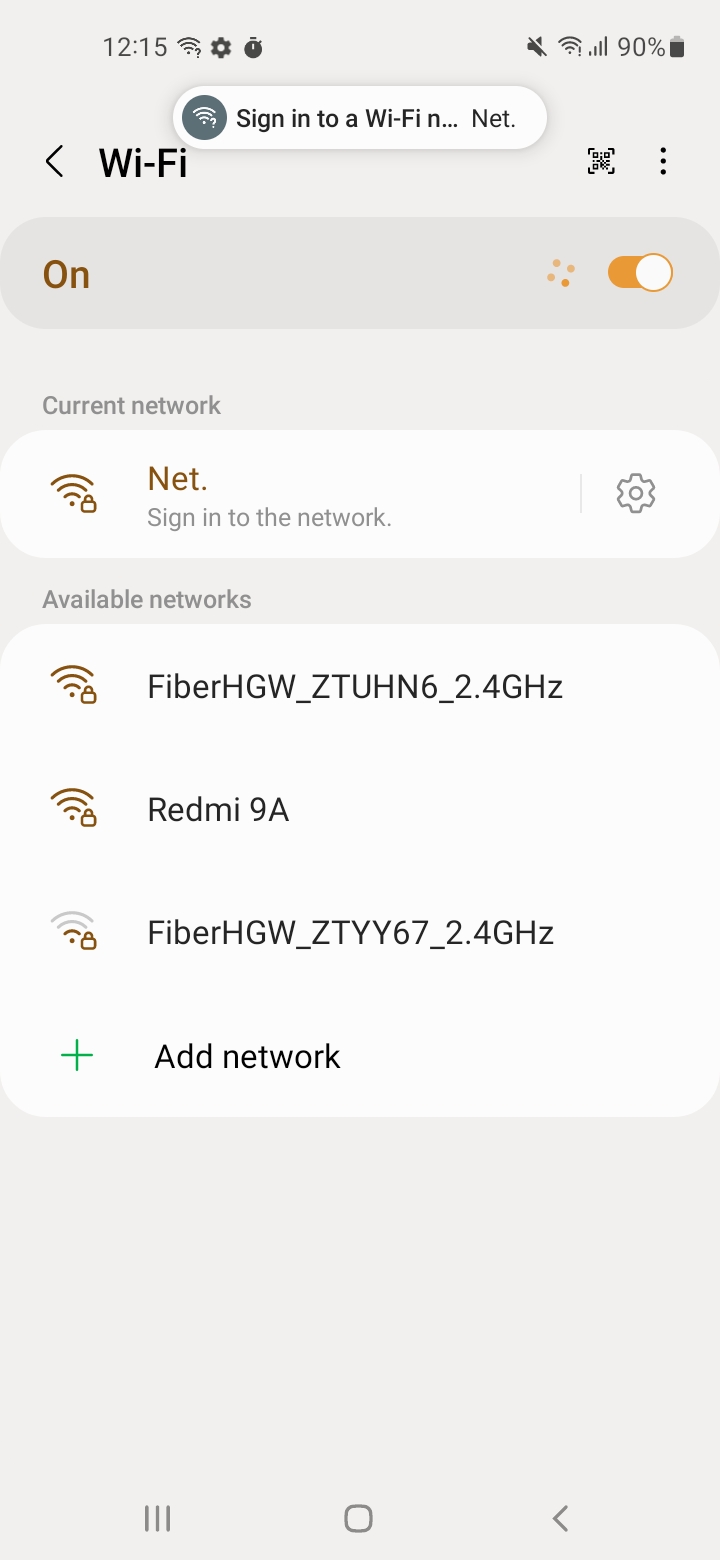 12:15
90%
Sign in to a Wi-Fi n... Net.
Wi-Fi
On
Current network
Net.
Sign in to the network.
Available networks
FiberHGW_ZTUHN6_2.4GHz
Redmi 9A
FiberHGW_ZTYY67_2.4GHz
Add network